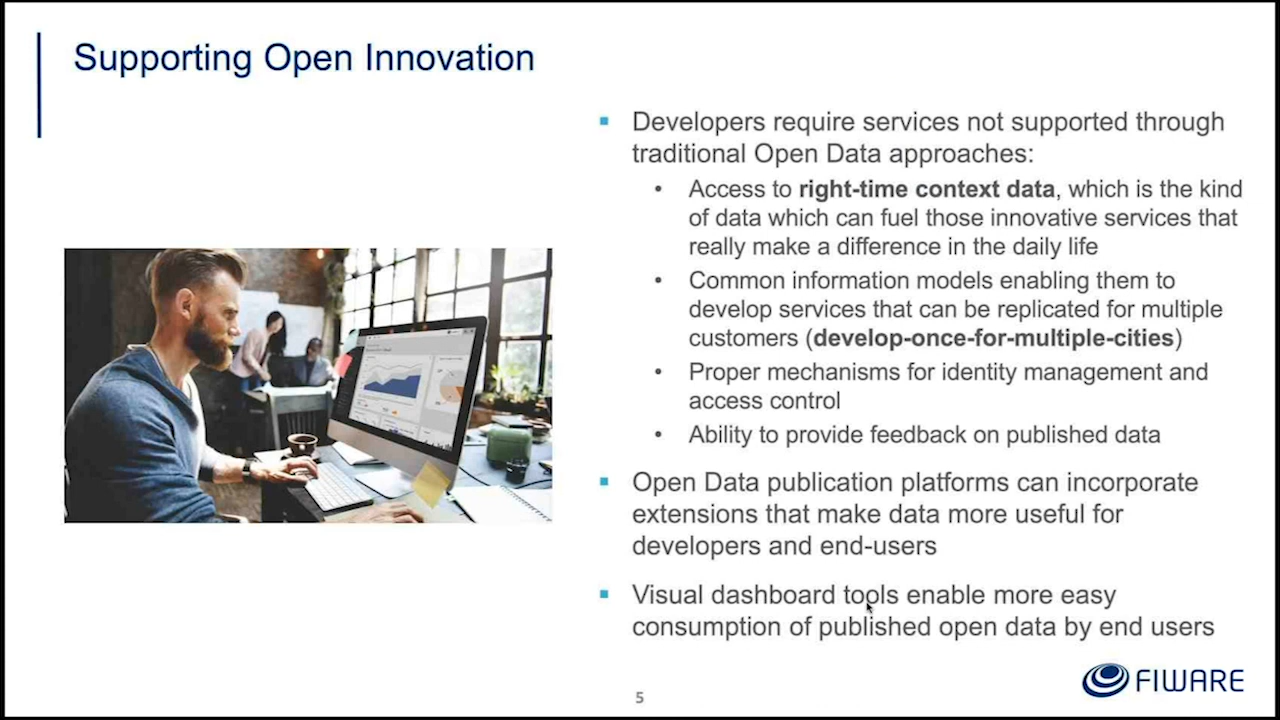 Supporting Open Innovation
▪ Developers require services not supported through
traditional Open Data approaches:
• Access to right-time context data, which is the kind
of data which can fuel those innovative services that
really make a difference in the daily life
• Common information models enabling them to
develop services that can be replicated for multiple
customers (develop-once-for-multiple-cities)
• Proper mechanisms for identity management and
access control
• Ability to provide feedback on published data
▪ Open Data publication platforms can incorporate
extensions that make data more useful for
developers and end-users
▪ Visual dashboard tools enable more easy
consumption of published open data by end users
5
FIWARE